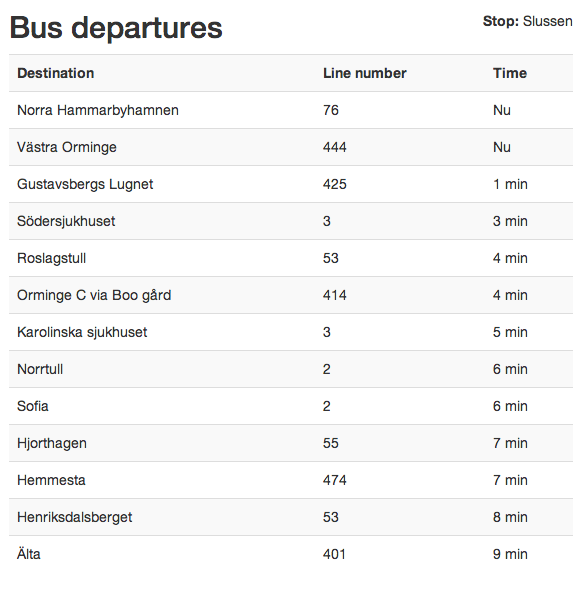 Bus departures
Stop: Slussen
Destination Line number Time
Norra Hammarbyhamnen 76 Nu
Västra Orminge 444 Nu
Gustavsbergs Lugnet 425 1 min
Södersjukhuset 3 3 min
Roslagstull 53 4 min
Orminge C via Boo gård 414 4 min
Karolinska sjukhuset 3 5 min
Norrtull 2 6 min
Sofia 2 6 min
Hjorthagen 55 7 min
Hemmesta 474 7 min
Henriksdalsberget 53 8 min
Älta 401 9 min